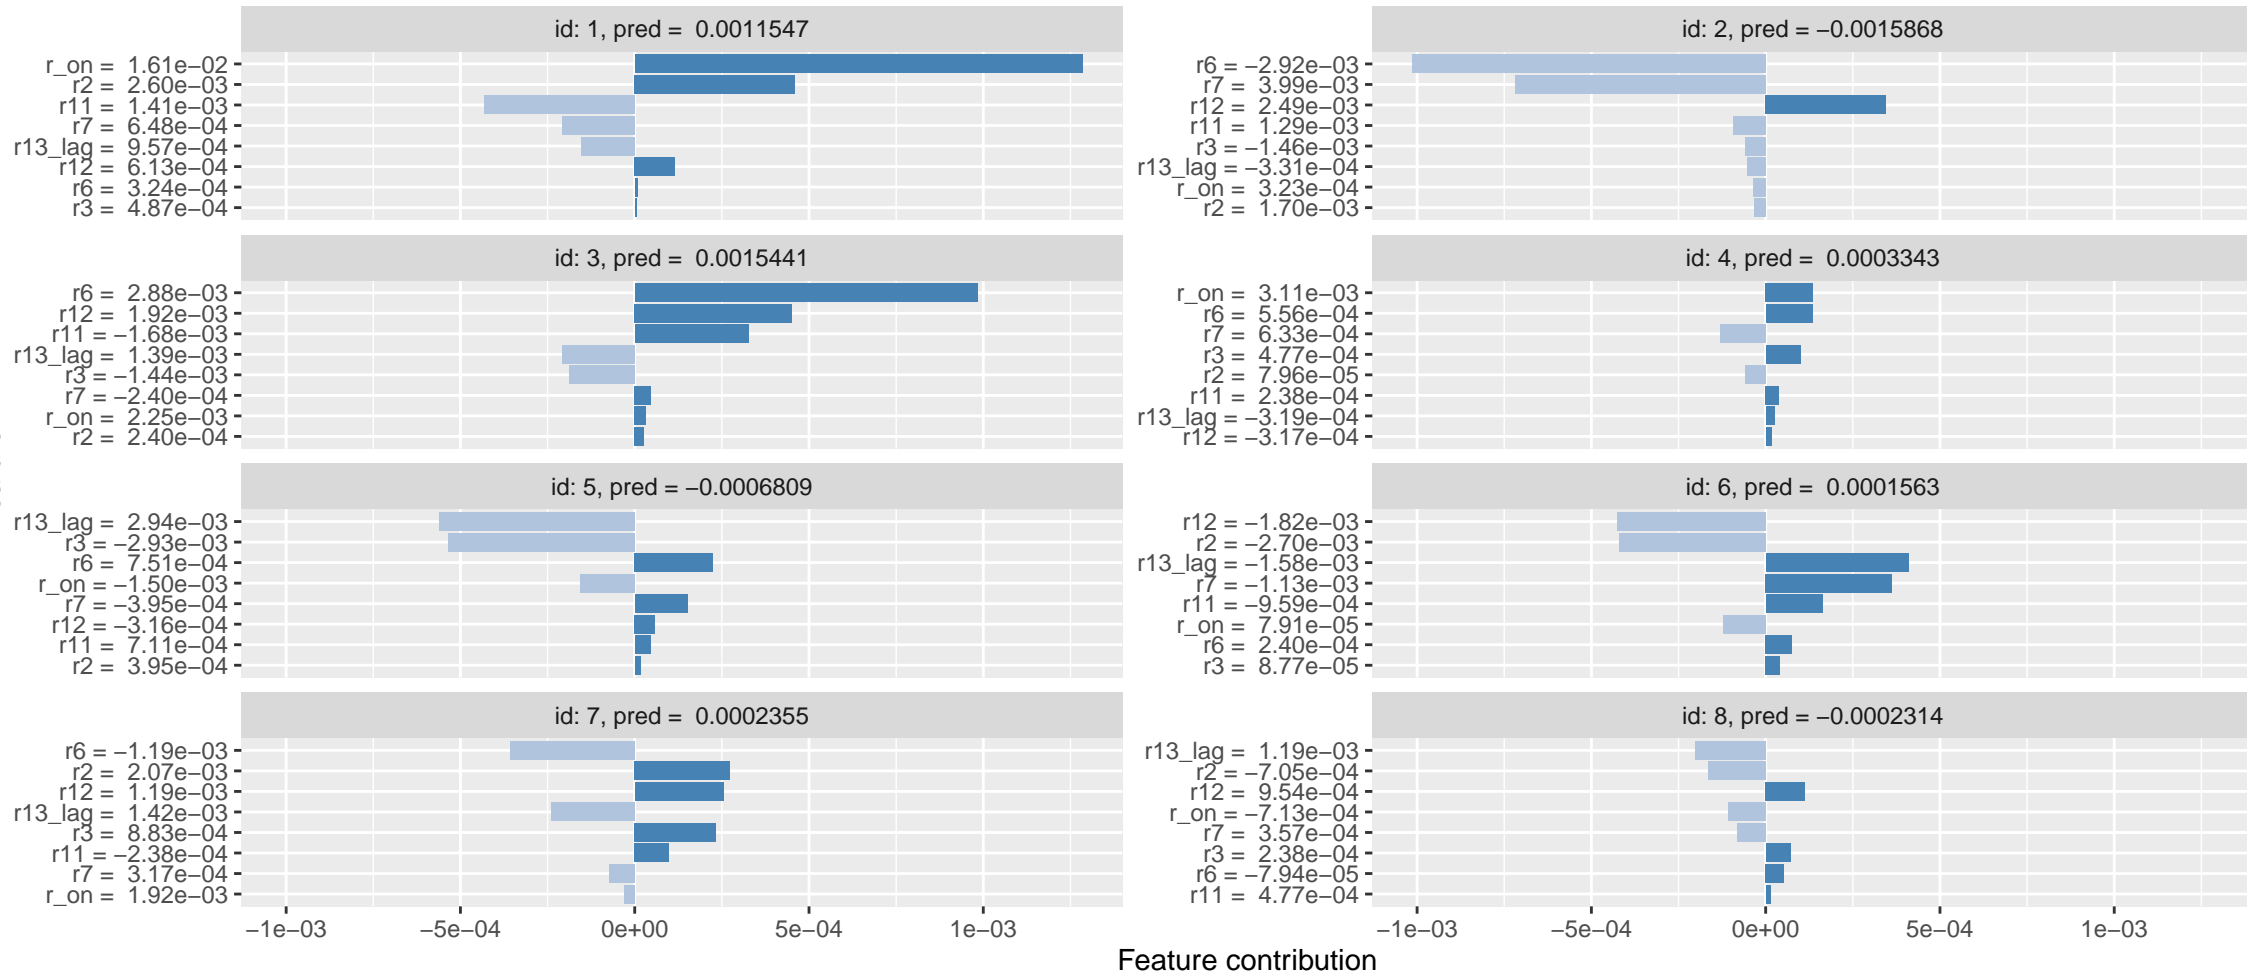 id: 1, pred =  0.0011547
r_on =  1.61e−02
r2 =  2.60e−03
r11 =  1.41e−03
r7 =  6.48e−04
r13_lag =  9.57e−04
r12 =  6.13e−04
r6 =  3.24e−04
r3 =  4.87e−04
id: 2, pred = −0.0015868
r6 = −2.92e−03
r7 =  3.99e−03
r12 =  2.49e−03
r11 =  1.29e−03
r3 = −1.46e−03
r13_lag = −3.31e−04
r_on =  3.23e−04
r2 =  1.70e−03
id: 3, pred =  0.0015441
r6 =  2.88e−03
r12 =  1.92e−03
r11 = −1.68e−03
r13_lag =  1.39e−03
r3 = −1.44e−03
r7 = −2.40e−04
r_on =  2.25e−03
r2 =  2.40e−04
id: 4, pred =  0.0003343
r_on =  3.11e−03
r6 =  5.56e−04
r7 =  6.33e−04
r3 =  4.77e−04
r2 =  7.96e−05
r11 =  2.38e−04
r13_lag = −3.19e−04
r12 = −3.17e−04
id: 5, pred = −0.0006809
r13_lag =  2.94e−03
r3 = −2.93e−03
r6 =  7.51e−04
r_on = −1.50e−03
r7 = −3.95e−04
r12 = −3.16e−04
r11 =  7.11e−04
r2 =  3.95e−04
id: 6, pred =  0.0001563
r12 = −1.82e−03
r2 = −2.70e−03
r13_lag = −1.58e−03
r7 = −1.13e−03
r11 = −9.59e−04
r_on =  7.91e−05
r6 =  2.40e−04
r3 =  8.77e−05
id: 7, pred =  0.0002355
r6 = −1.19e−03
r2 =  2.07e−03
r12 =  1.19e−03
r13_lag =  1.42e−03
r3 =  8.83e−04
r11 = −2.38e−04
r7 =  3.17e−04
r_on =  1.92e−03
id: 8, pred = −0.0002314
r13_lag =  1.19e−03
r2 = −7.05e−04
r12 =  9.54e−04
r_on = −7.13e−04
r7 =  3.57e−04
r3 =  2.38e−04
r6 = −7.94e−05
r11 =  4.77e−04
−1e−03 −5e−04 0e+00 5e−04 1e−03
−1e−03 −5e−04 0e+00 5e−04 1e−03
Feature contribution